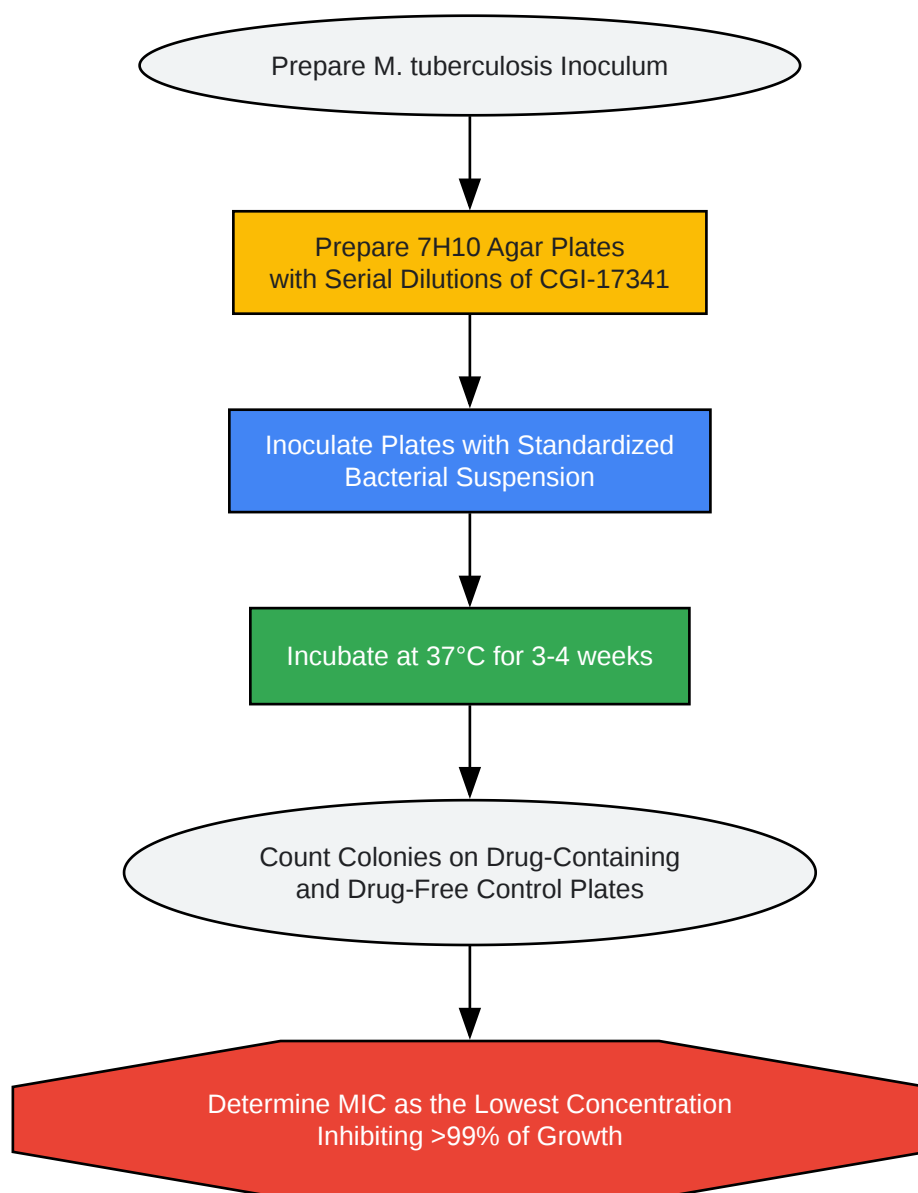 Prepare M. tuberculosis Inoculum
Prepare 7H10 Agar Plates
with Serial Dilutions of CGI-17341
Inoculate Plates with Standardized
Bacterial Suspension
Incubate at 37°C for 3-4 weeks
Count Colonies on Drug-Containing
and Drug-Free Control Plates
Determine MIC as the Lowest Concentration
Inhibiting >99% of Growth